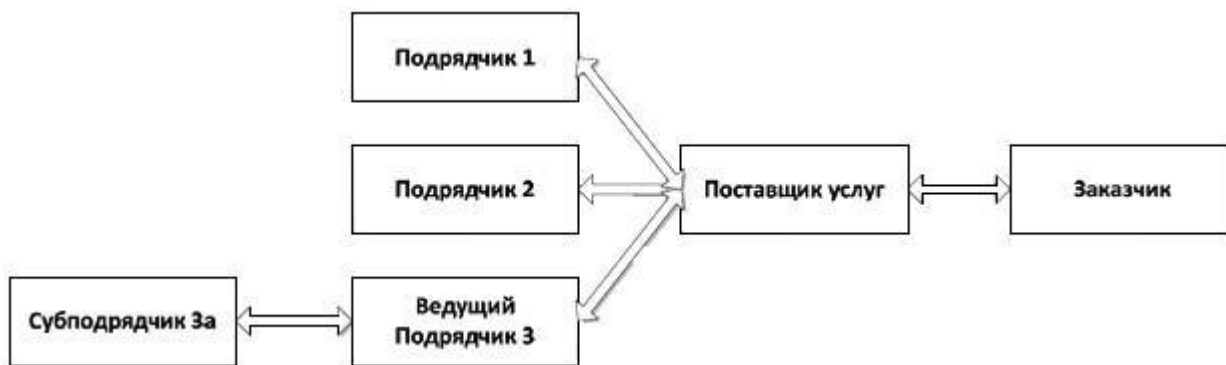 Подрядчик 1
Подрядчик 2
Поставщик услуг
Заказчик
Субподрядчик 3а
Ведущий
Подрядчик 3